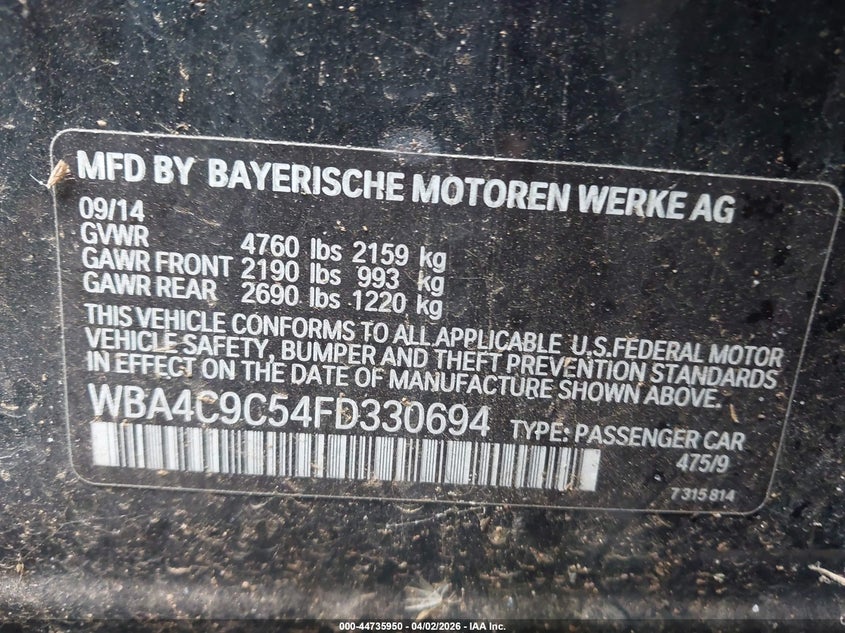 MFD BY BAYERISCHE MOTOREN WERKE AG
09/14
GVWR 4760 lbs 2159 kg
GAWR FRONT 2190 lbs 993 kg
GAWR REAR 2690 lbs 1220 kg
THIS VEHICLE CONFORMS TO ALL APPLICABLE U.S.FEDERAL MOTOR
VEHICLE SAFETY, BUMPER AND THEFT PREVENTION STANDARDS
IN EFFECT ON THE DATE OF MANUFACTURE SHOWN ABOVE.
WBA4C9C54FD330694 TYPE: PASSENGER CAR
475/9
7 315 814
000-44735950 - 04/02/2026 - IAA Inc.